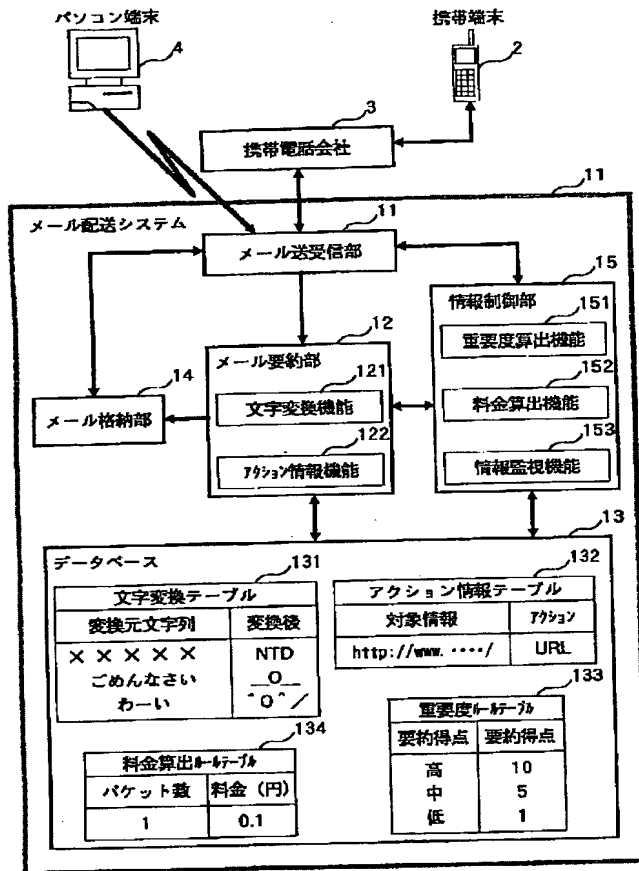 パソコン端末
4
携帯端末
2
3
携帯電話会社
11
メール配送システム
11
メール送受信部
15
情報制御部
151
重要度算出機能
152
料金算出機能
153
情報監視機能
12
メール要約部
121
文字変換機能
122
アクション情報機能
14
メール格納部
13
データベース
131
文字変換テーブル
変換元文字列 変換後
××××× NTD
ごめんなさい _O_
わーい ^O^/
132
アクション情報テーブル
対象情報 アクション
http://www.‥‥/ URL
133
重要度ルールテーブル
要約得点 要約得点
高 10
中 5
低 1
134
料金算出ルールテーブル
パケット数 料金（円）
1 0.1